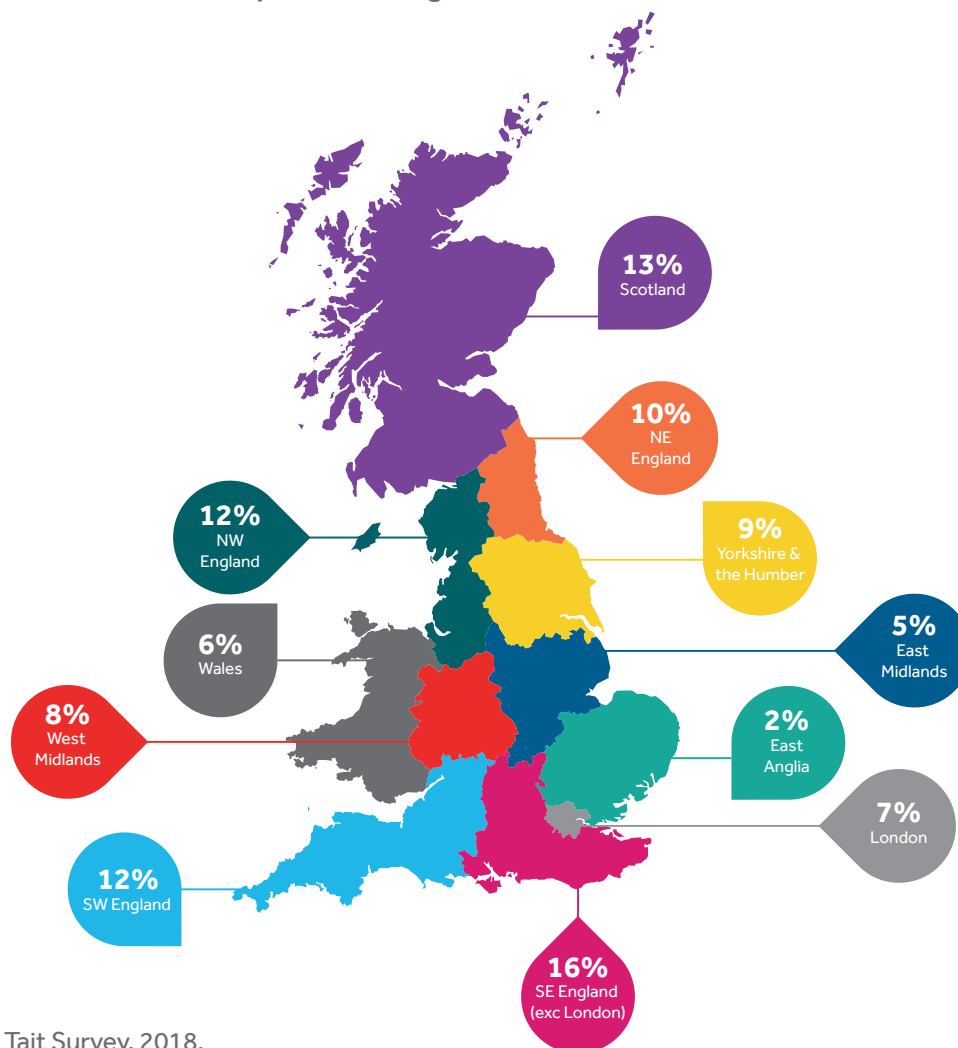 13%
Scotland
10%
NE
England
12%
NW
England
9%
Yorkshire &
the Humber
6%
Wales
5%
East
Midlands
8%
West
Midlands
2%
East
Anglia
7%
London
12%
SW England
16%
SE England
(exc London)
Tait Survey, 2018.